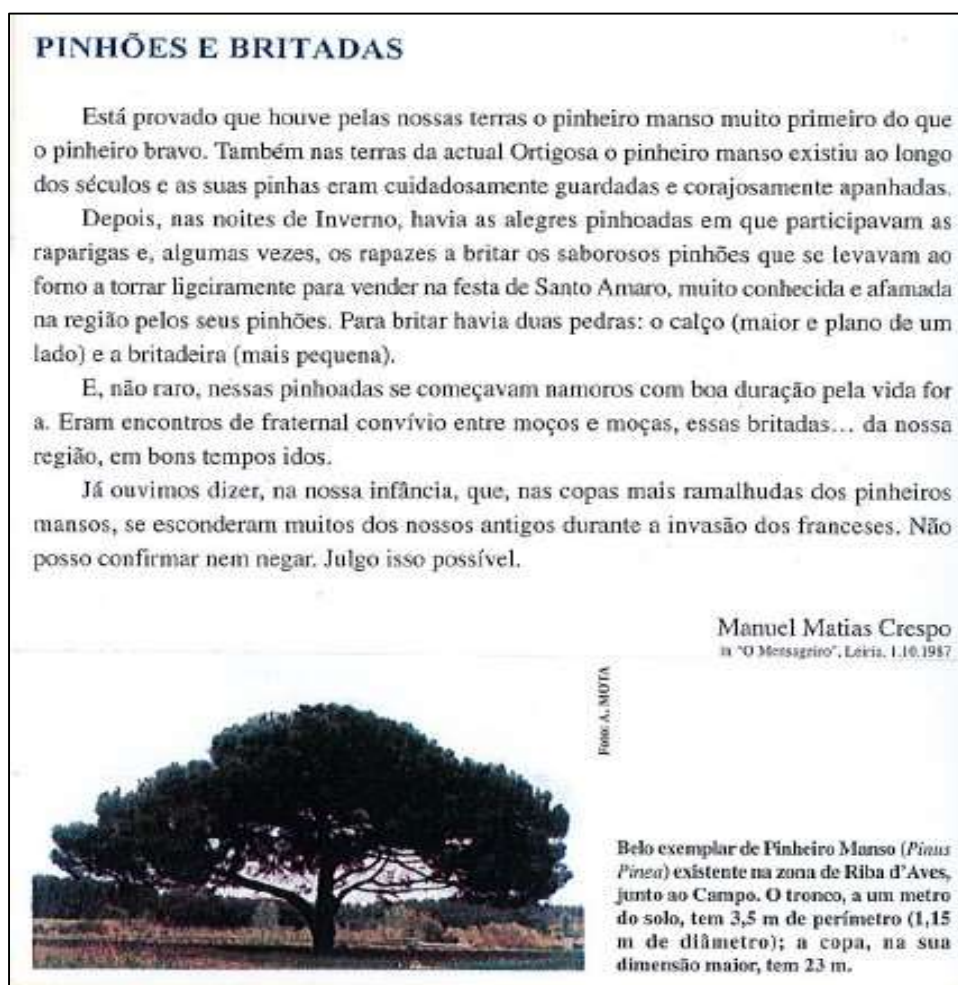 PINHÕES E BRITADAS
Está provado que houve pelas nossas terras o pinheiro manso muito primeiro do que
o pinheiro bravo. Também nas terras da actual Ortigosa o pinheiro manso existiu ao longo
dos séculos e as suas pinhas eram cuidadosamente guardadas e corajosamente apanhadas.
Depois, nas noites de Inverno, havia as alegres pinhoadas em que participavam as
raparigas e, algumas vezes, os rapazes a britar os saborosos pinhões que se levavam ao
forno a torrar ligeiramente para vender na festa de Santo Amaro, muito conhecida e afamada
na região pelos seus pinhões. Para britar havia duas pedras: o calço (maior e plano de um
lado) e a britadeira (mais pequena).
E, não raro, nessas pinhoadas se começavam namoros com boa duração pela vida for
a. Eram encontros de fraternal convívio entre moços e moças, essas britadas... da nossa
região, em bons tempos idos.
Já ouvimos dizer, na nossa infância, que, nas copas mais ramalhudas dos pinheiros
mansos, se esconderam muitos dos nossos antigos durante a invasão dos franceses. Não
posso confirmar nem negar. Julgo isso possível.
Manuel Matias Crespo
in "O Mensageiro", Leiria, 1.10.1987
Foto: A. MOTA
Belo exemplar de Pinheiro Manso (Pinus
Pinea) existente na zona de Riba d'Aves,
junto ao Campo. O tronco, a um metro
do solo, tem 3,5 m de perímetro (1,15
m de diâmetro); a copa, na sua
dimensão maior, tem 23 m.